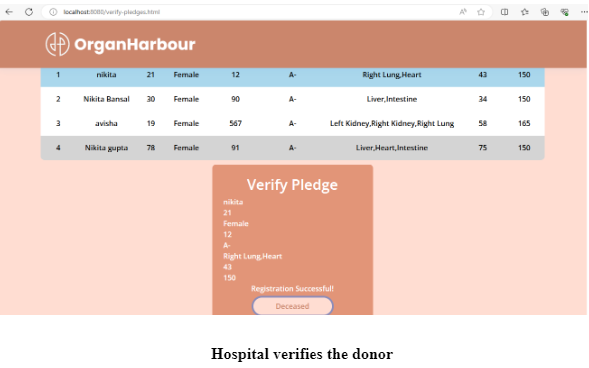 localhost:8080/verify-pledges.html
OrganHarbour
1 nikita 21 Female 12 A- Right Lung,Heart 43 150
2 Nikita Bansal 30 Female 90 A- Liver,Intestine 34 150
3 avisha 19 Female 567 A- Left Kidney,Right Kidney,Right Lung 58 165
4 Nikita gupta 78 Female 91 A- Liver,Heart,Intestine 75 150
Verify Pledge
nikita
21
Female
12
A-
Right Lung,Heart
43
150
Registration Successful!
Deceased
Hospital verifies the donor